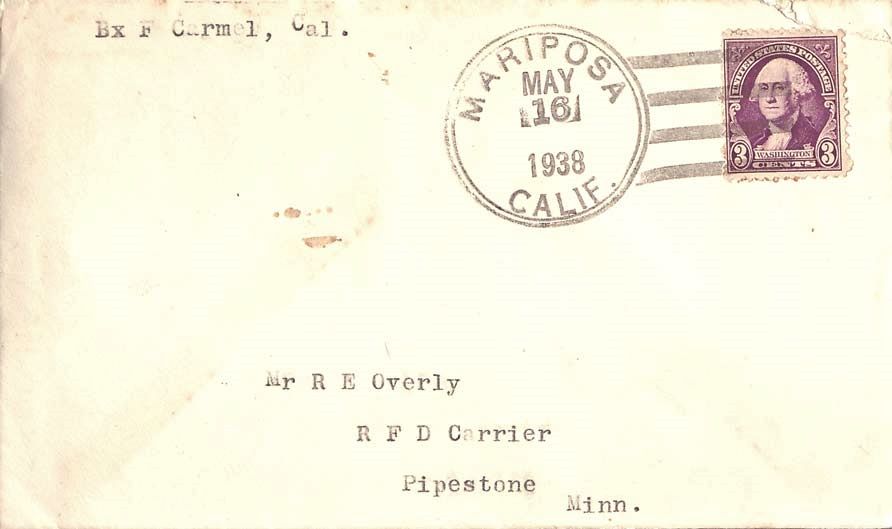 Bx F Carmel, Cal.
MARIPOSA
MAY
16
1938
CALIF.
UNITED STATES POSTAGE
3 WASHINGTON 3
CENTS
Mr R E Overly
R F D Carrier
Pipestone
Minn.